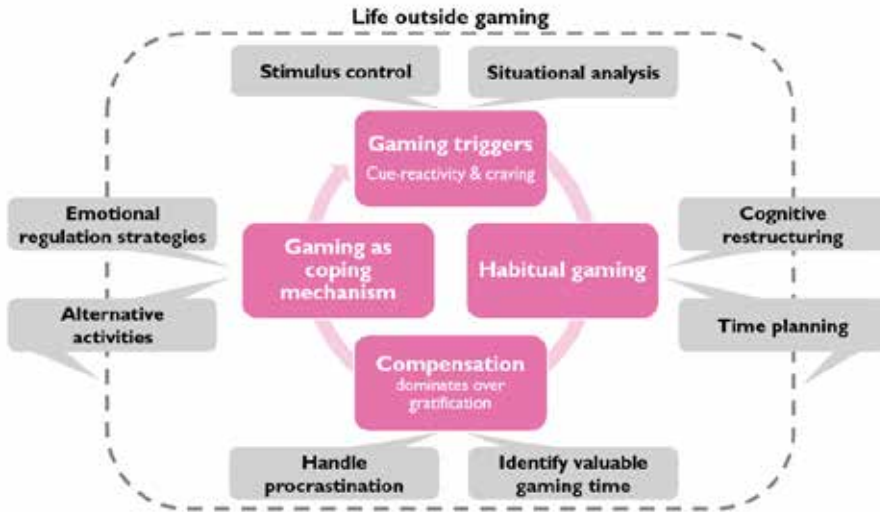 Life outside gaming
Stimulus control
Situational analysis
Gaming triggers
Cue-reactivity & craving
Emotional
regulation strategies
Cognitive
restructuring
Gaming as
coping
mechanism
Habitual gaming
Alternative
activities
Time planning
Compensation
dominates over
gratification
Handle
procrastination
Identify valuable
gaming time